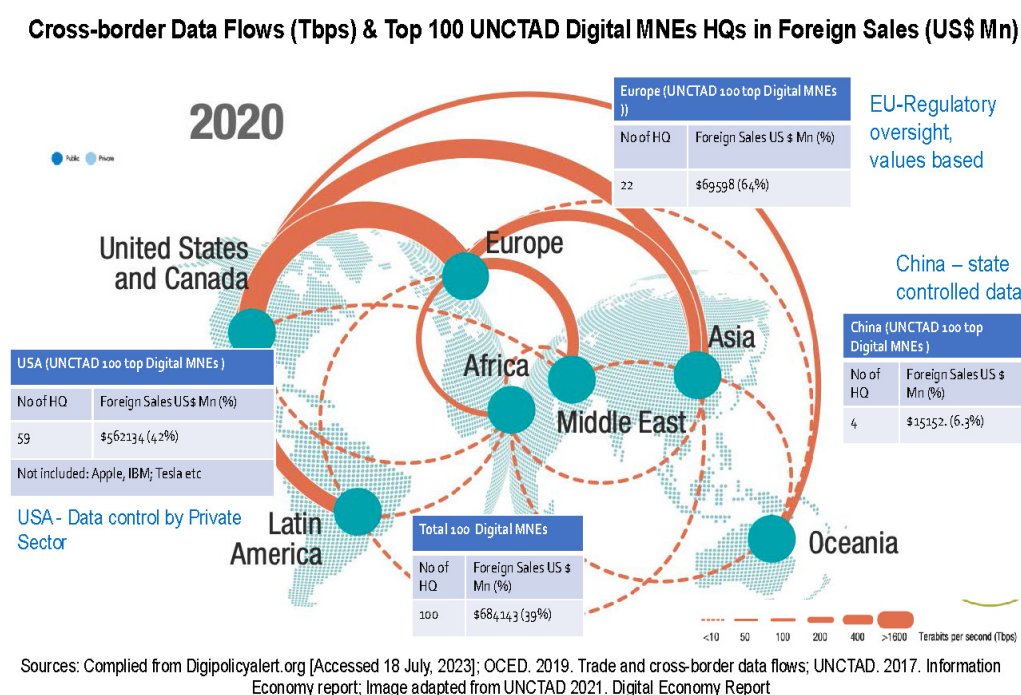 Cross-border Data Flows (Tbps) & Top 100 UNCTAD Digital MNEs HQs in Foreign Sales (US$ Mn)
2020
Public Private
Europe (UNCTAD 100 top Digital MNEs
))
No of HQ Foreign Sales US $ Mn (%)
22 $69598 (64%)
EU-Regulatory
oversight,
values based
United States
and Canada
Europe
China – state
controlled data
China (UNCTAD 100 top
Digital MNEs )
No of
HQ
Foreign Sales US $
Mn (%)
4 $15152. (6.3%)
Asia
Africa
Middle East
USA (UNCTAD 100 top Digital MNEs )
No of HQ Foreign Sales US$ Mn (%)
59 $562134 (42%)
Not included: Apple, IBM; Tesla etc
USA - Data control by Private
Sector
Latin
America
Total 100 Digital MNEs
No of
HQ
Foreign Sales US $
Mn (%)
100 $684143 (39%)
Oceania
<10 50 100 200 400 >1600 Terabits per second (Tbps)
Sources: Complied from Digipolicyalert.org [Accessed 18 July, 2023]; OCED. 2019. Trade and cross-border data flows; UNCTAD. 2017. Information
Economy report; Image adapted from UNCTAD 2021. Digital Economy Report